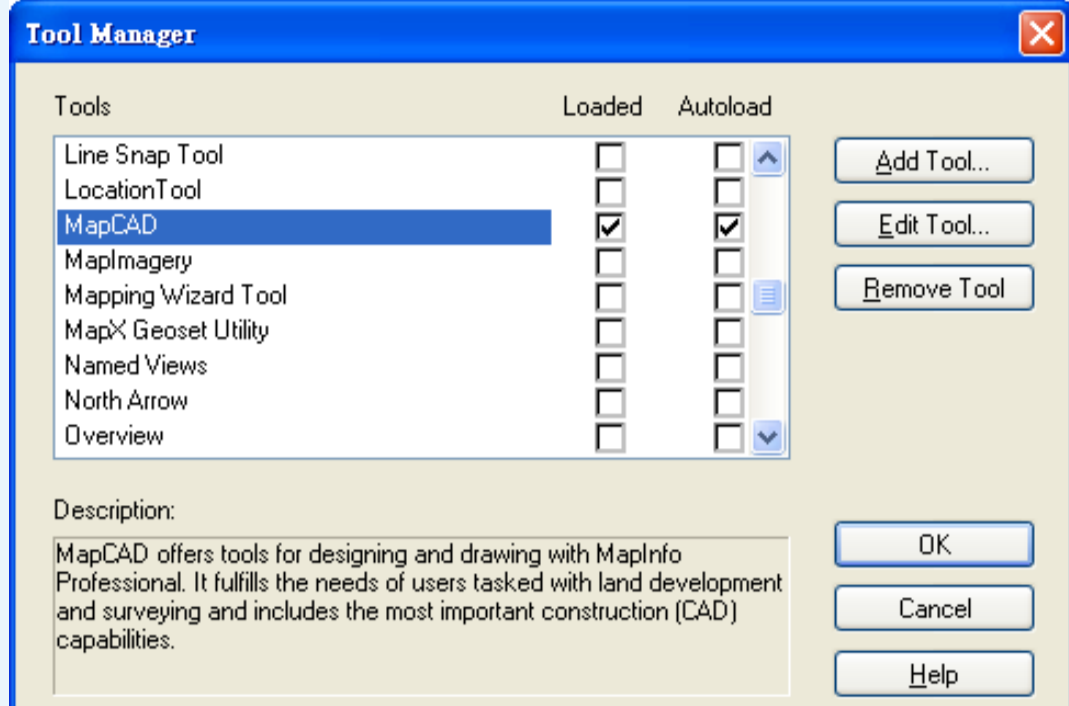 Tool Manager
Tools Loaded Autoload
Line Snap Tool
LocationTool
MapCAD
MapImagery
Mapping Wizard Tool
MapX Geoset Utility
Named Views
North Arrow
Overview
Add Tool...
Edit Tool...
Remove Tool
Description:
MapCAD offers tools for designing and drawing with MapInfo
Professional. It fulfills the needs of users tasked with land development
and surveying and includes the most important construction (CAD)
capabilities.
OK
Cancel
Help